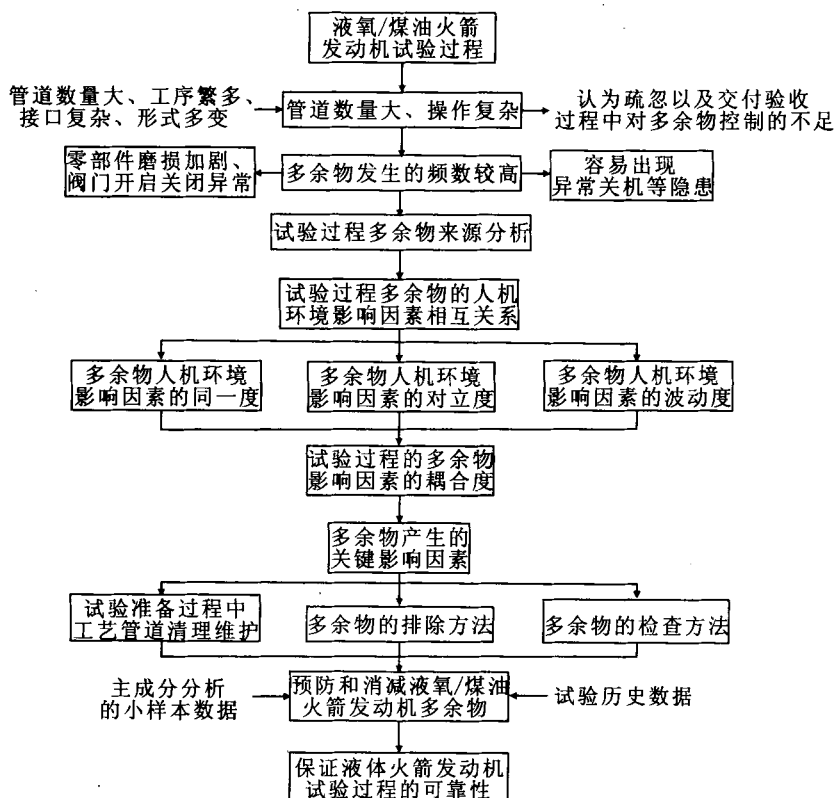 液氧/煤油火箭
发动机试验过程
管道数量大、工序繁多、
接口复杂、形式多变
管道数量大、操作复杂
认为疏忽以及交付验收
过程中对多余物控制的不足
零部件磨损加剧、
阀门开启关闭异常
多余物发生的频数较高
容易出现
异常关机等隐患
试验过程多余物来源分析
试验过程多余物的人机
环境影响因素相互关系
多余物人机环境
影响因素的同一度
多余物人机环境
影响因素的对立度
多余物人机环境
影响因素的波动度
试验过程的多余物
影响因素的耦合度
多余物产生的
关键影响因素
试验准备过程中
工艺管道清理维护
多余物的排除方法
多余物的检查方法
主成分分析
的小样本数据
预防和消减液氧/煤油
火箭发动机多余物
试验历史数据
保证液体火箭发动机
试验过程的可靠性